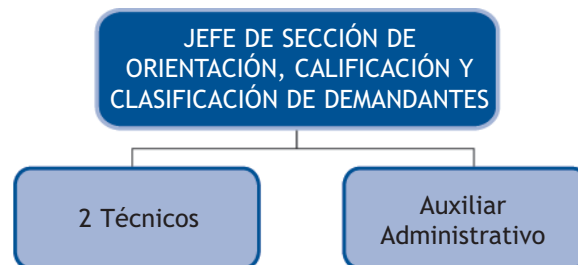 JEFE DE SECCIÓN DE
ORIENTACIÓN, CALIFICACIÓN Y
CLASIFICACIÓN DE DEMANDANTES
2 Técnicos
Auxiliar
Administrativo